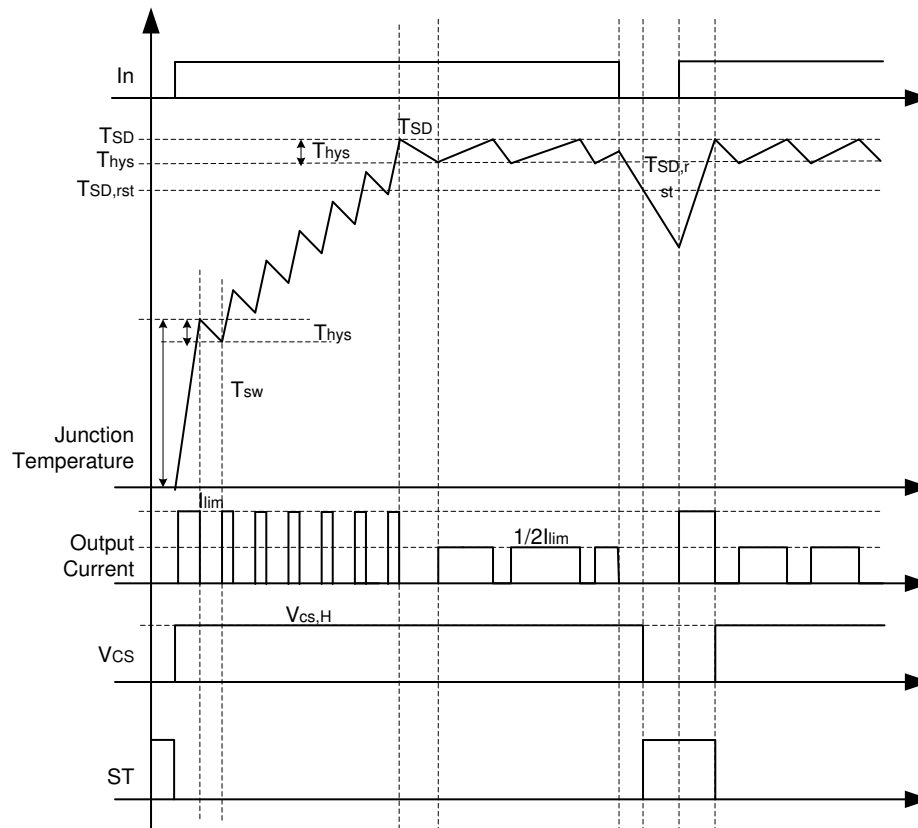 In
TSD
TSD
Thys
Thys
TSD,rst
TSD,r
st
Thys
Tsw
Junction
Temperature
Ilim
Output
Current
1/2Ilim
Vcs,H
VCS
ST